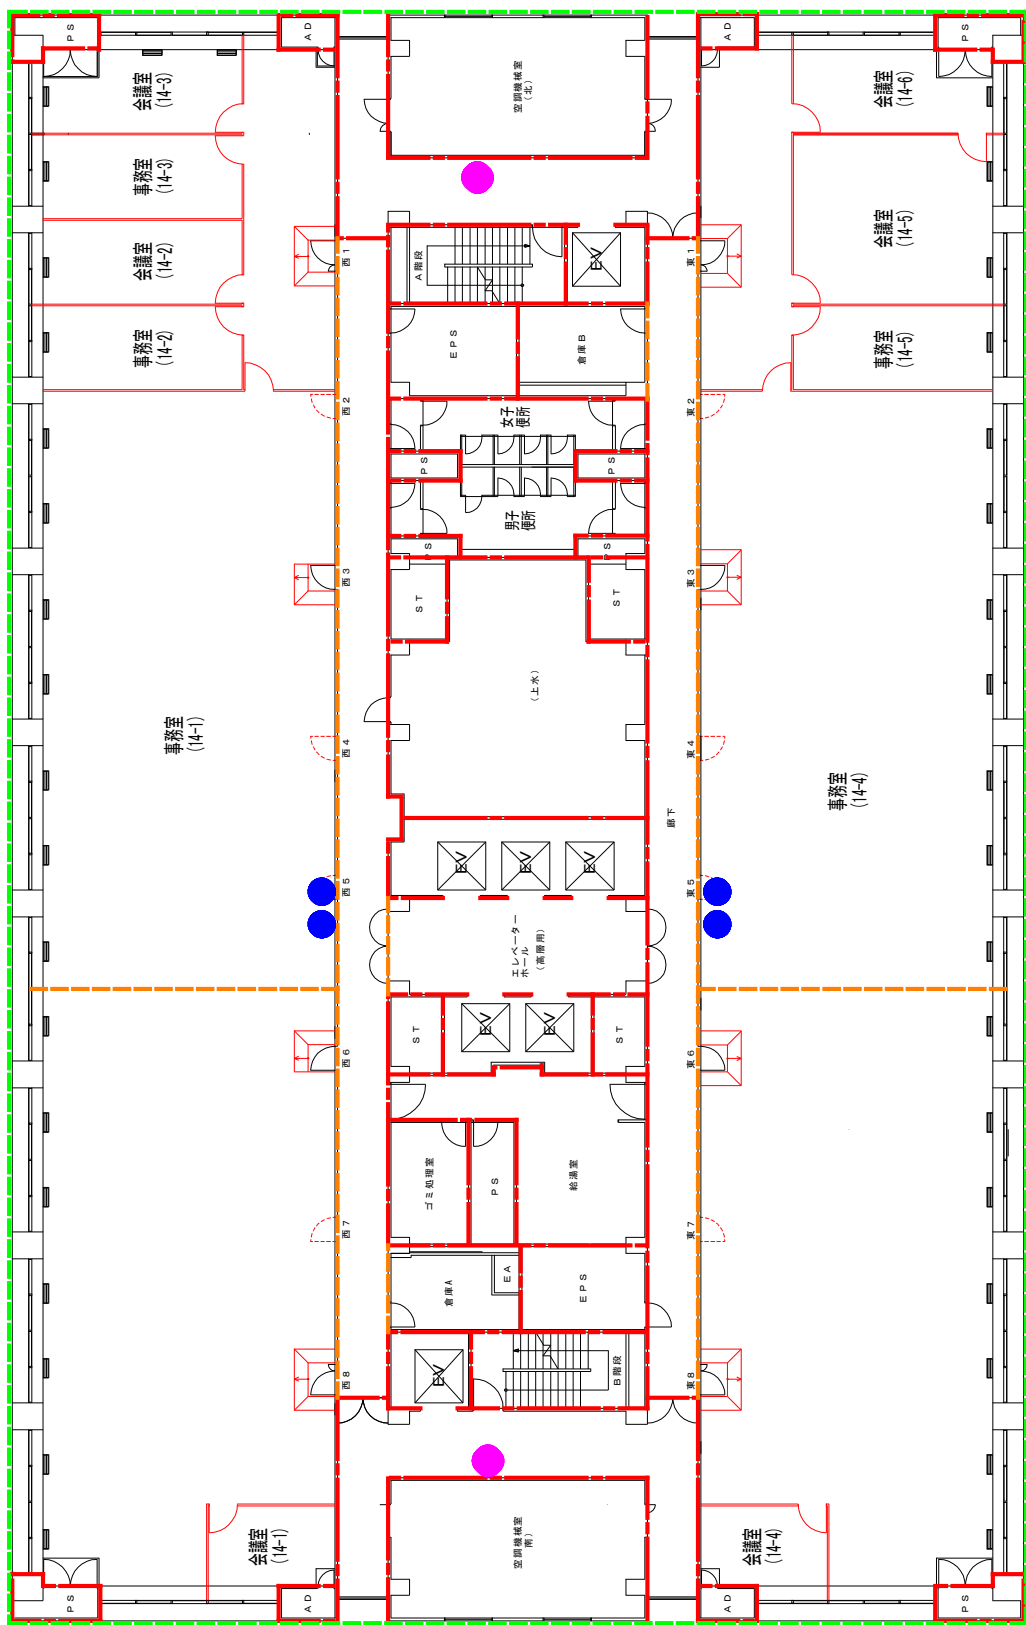 PS
AD
AD
PS
空調機械室
(北)
会議室
(14-3)
会議室
(14-6)
事務室
(14-3)
会議室
(14-5)
会議室
(14-2)
西1
A階段
EV
東1
事務室
(14-2)
EPS
倉庫B
事務室
(14-5)
西2
女子
便所
東2
PS
PS
男子
便所
PS
PS
西3
ST
ST
東3
(上水)
事務室
(14-1)
西4
東4
事務室
(14-4)
廊下
EV
EV
EV
西5
東5
エレベーター
ホール
(高層用)
ST
EV
EV
ST
西6
東6
ゴミ処理室
PS
給湯室
西7
東7
倉庫A
EA
EPS
西8
EV
B階段
東8
会議室
(14-1)
空調機械室
南)
会議室
(14-4)
PS
AD
AD
PS